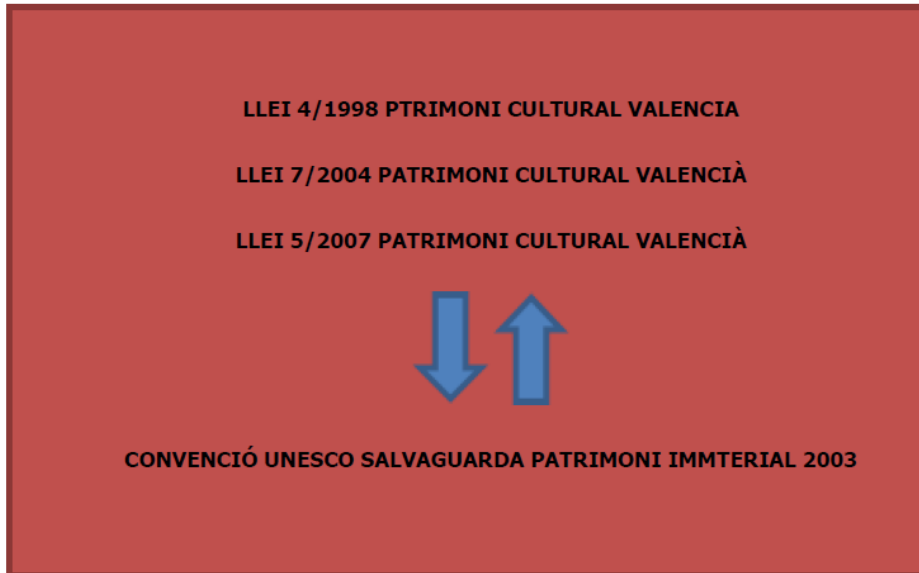 LLEI 4/1998 PTRIMONI CULTURAL VALENCIA
LLEI 7/2004 PATRIMONI CULTURAL VALENCIÀ
LLEI 5/2007 PATRIMONI CULTURAL VALENCIÀ
CONVENCIÓ UNESCO SALVAGUARDA PATRIMONI IMMTERIAL 2003